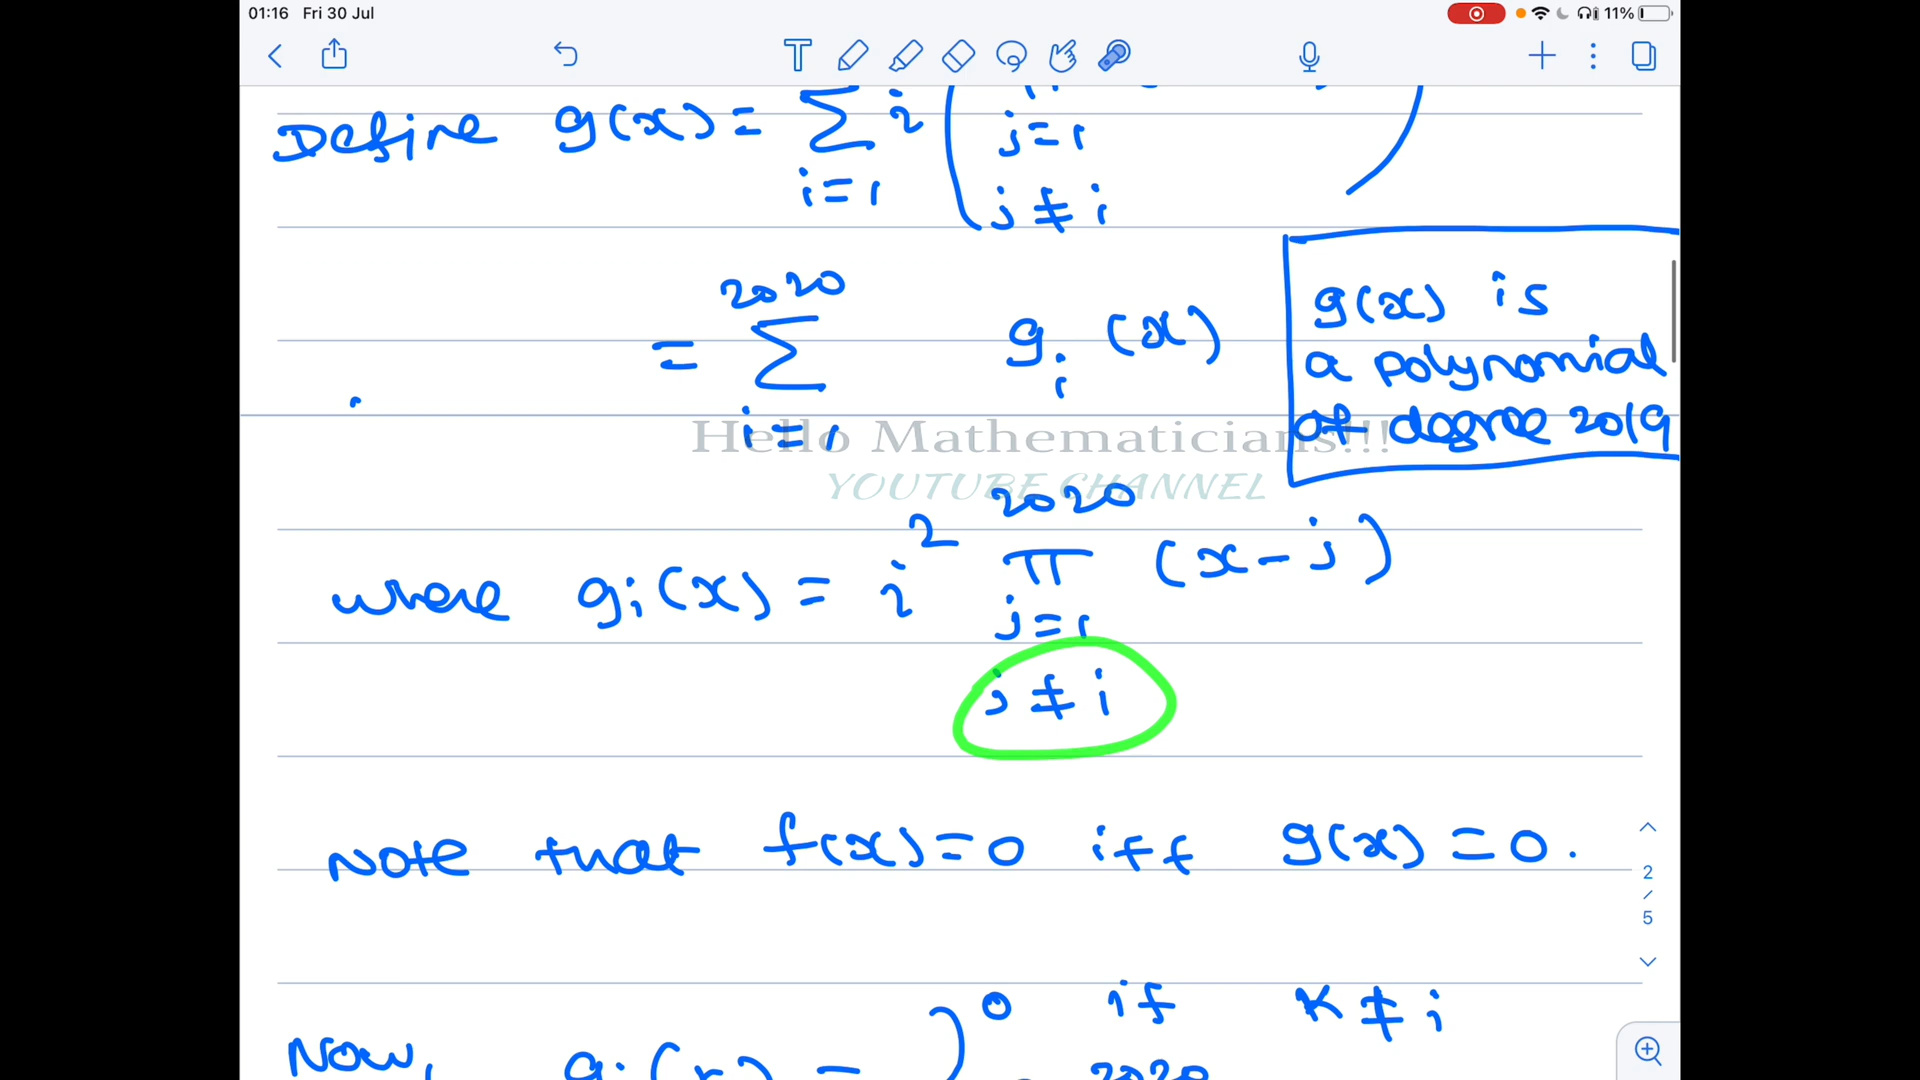 01:16 Fri 30 Jul 11%
Define g(x) = ∑ i (
i=1 j=1
j ≠ i
= ∑_{i=1}^{2020} g_i (x)
g(x) is
a polynomial
of degree 2019
Hello Mathematicians!!!
YOUTUBE CHANNEL
where g_i(x) = i² ∏_{j=1}^{2020} (x-j)
j ≠ i
Note that f(x)=0 iff g(x)=0.
2
/
5
0 if K ≠ i
Now, g_i(k) =
2020